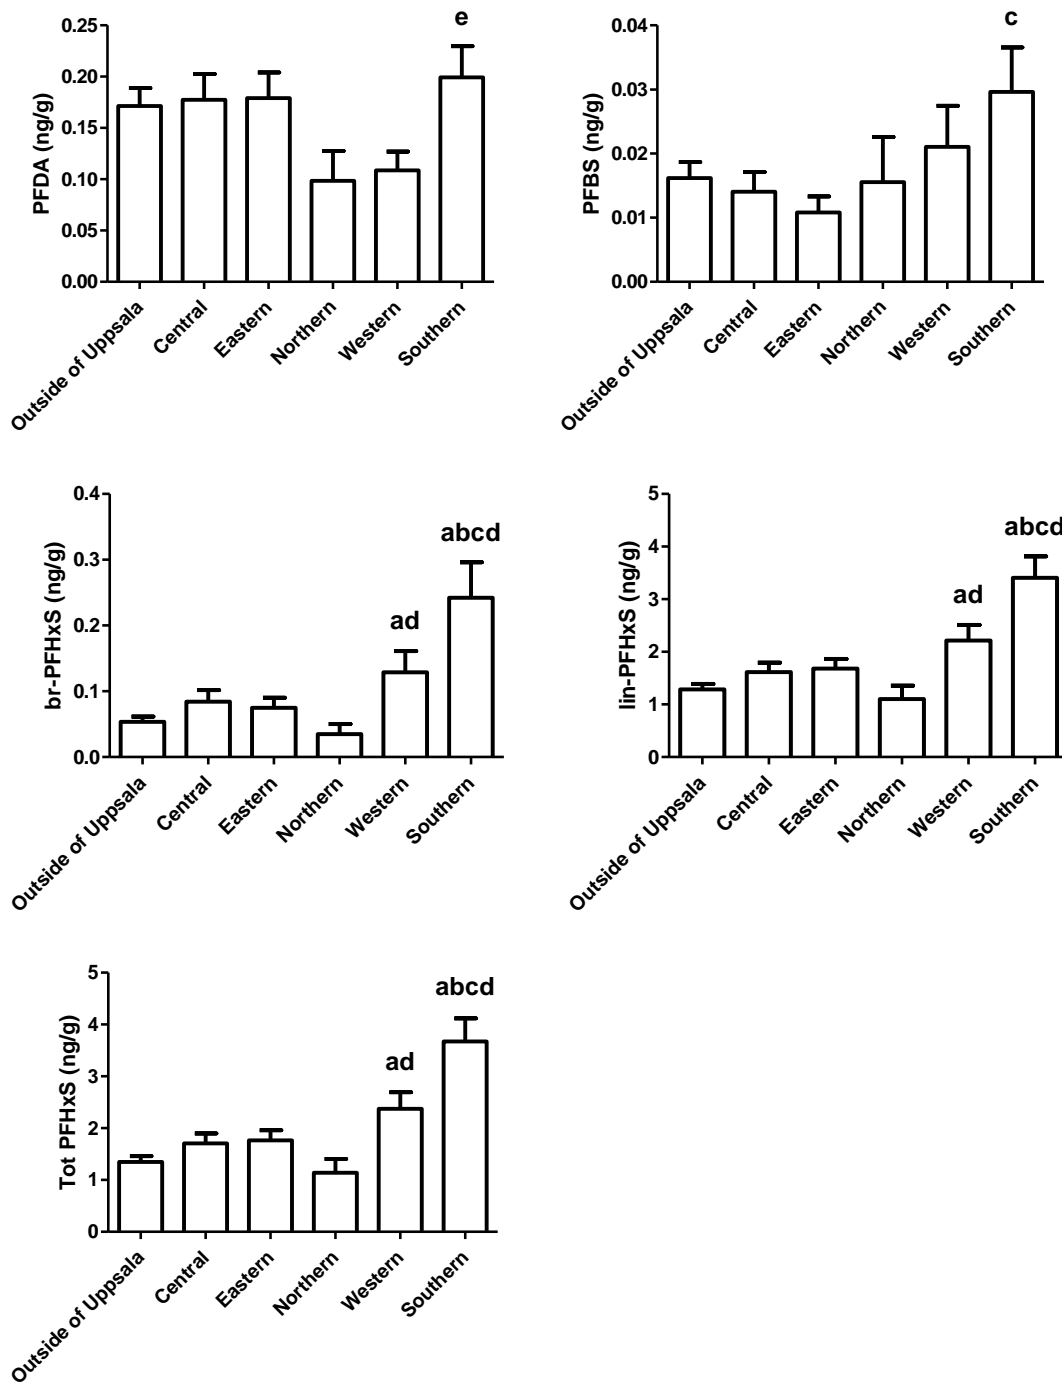 e
0.25
0.20
0.15
0.10
0.05
0.00
PFDA (ng/g)
Outside of Uppsala
Central
Eastern
Northern
Western
Southern
c
0.04
0.03
0.02
0.01
0.00
PFBS (ng/g)
Outside of Uppsala
Central
Eastern
Northern
Western
Southern
0.4
0.3
0.2
0.1
0.0
br-PFHxS (ng/g)
ad
abcd
Outside of Uppsala
Central
Eastern
Northern
Western
Southern
5
4
3
2
1
0
lin-PFHxS (ng/g)
ad
abcd
Outside of Uppsala
Central
Eastern
Northern
Western
Southern
5
4
3
2
1
0
Tot PFHxS (ng/g)
ad
abcd
Outside of Uppsala
Central
Eastern
Northern
Western
Southern